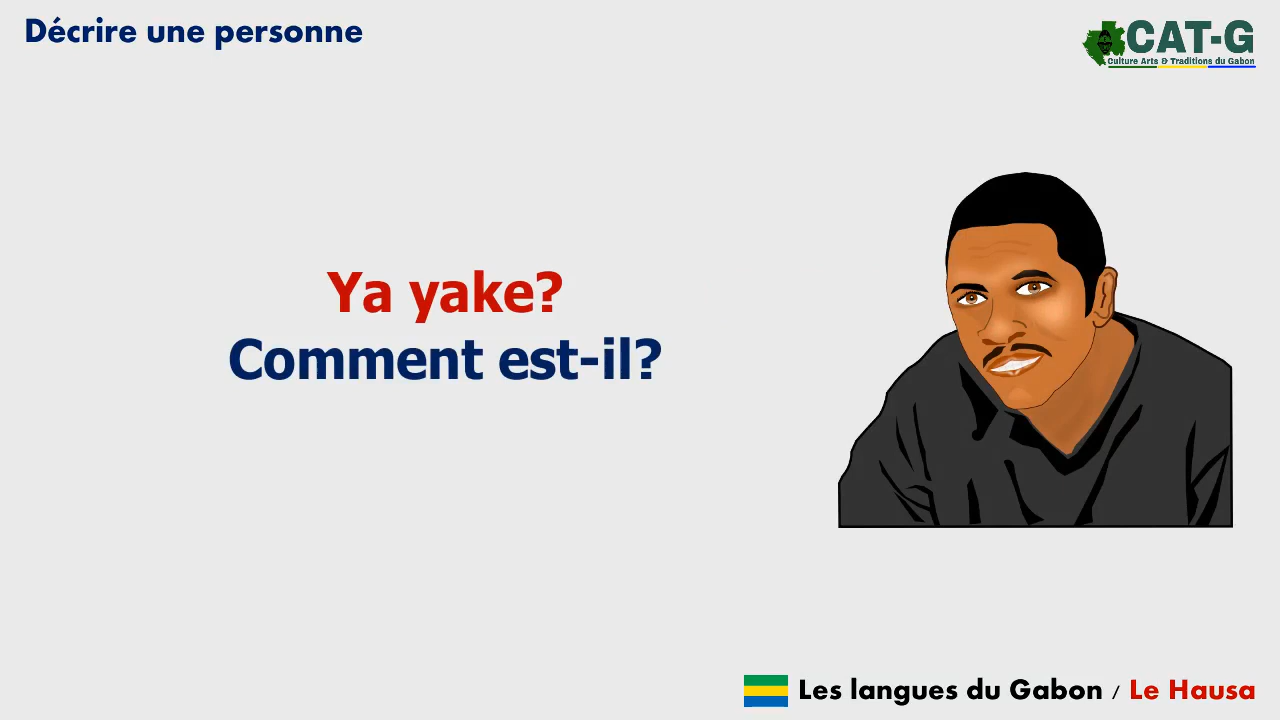 Décrire une personne
CAT-G
Culture Arts & Traditions du Gabon
Ya yake?
Comment est-il?
Les langues du Gabon / Le Hausa